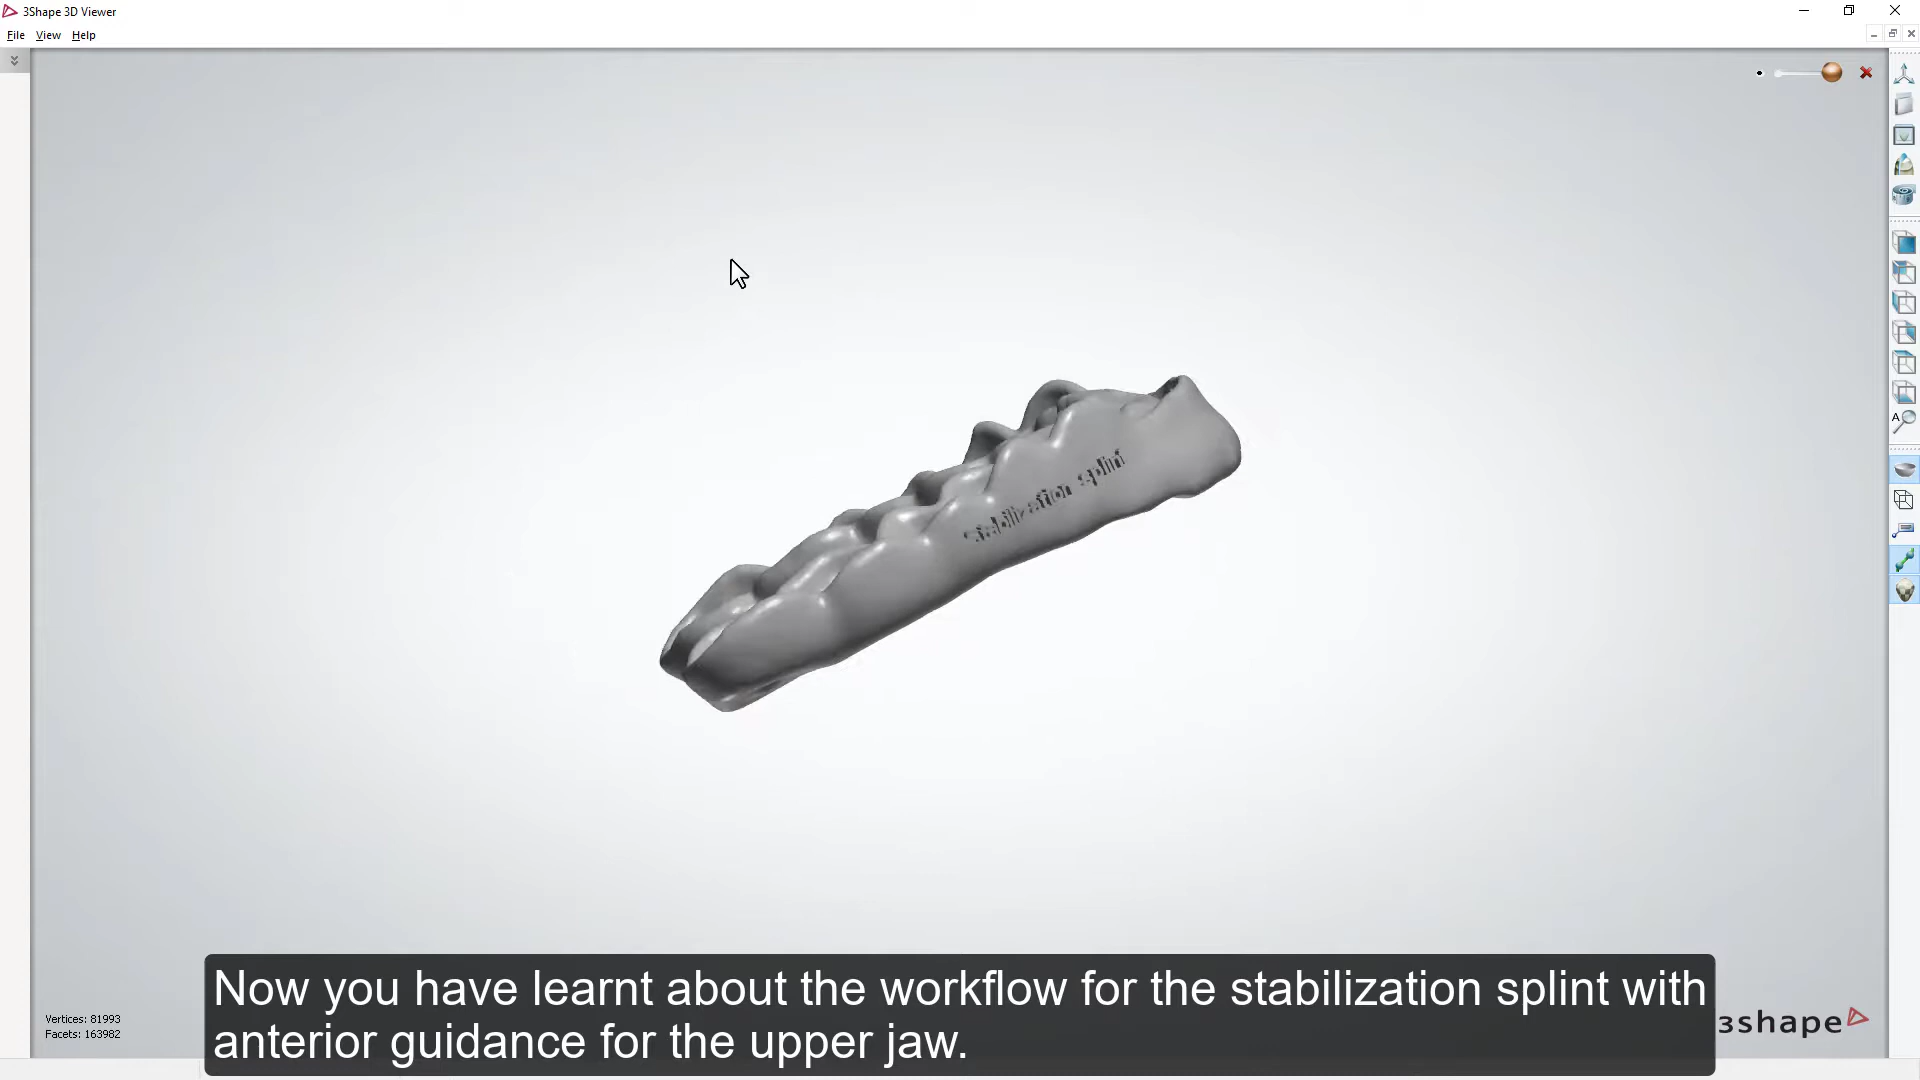 3Shape 3D Viewer
File View Help
A
Stabilization splint
Vertices: 81993
Facets: 163982
Now you have learnt about the workflow for the stabilization splint with
anterior guidance for the upper jaw.
3shape